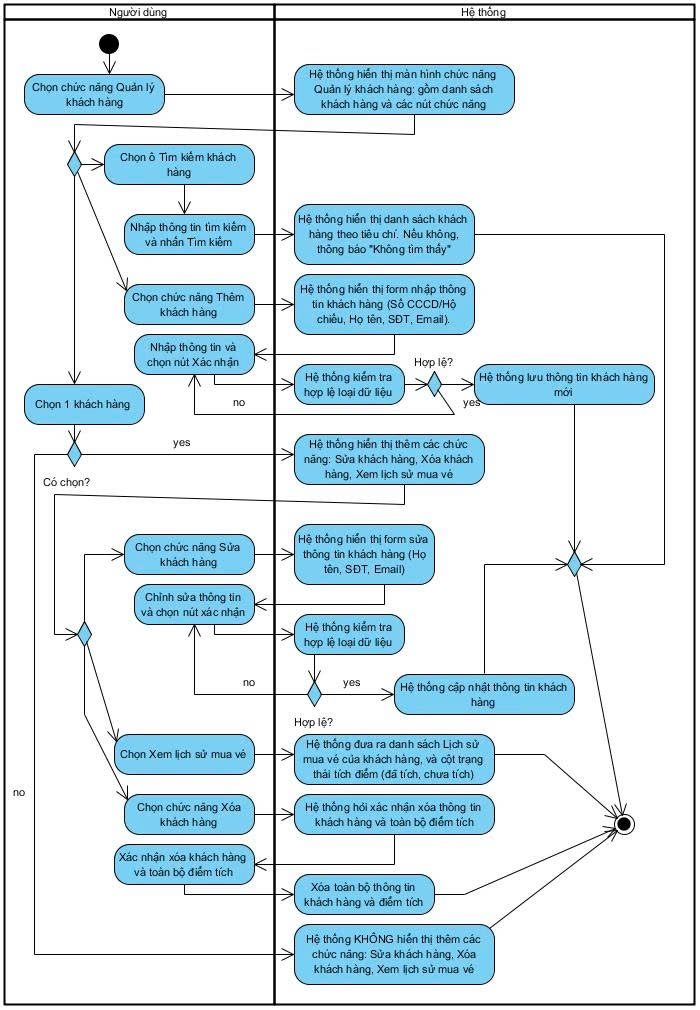 Người dùng
Hệ thống
Chọn chức năng Quản lý
khách hàng
Hệ thống hiển thị màn hình chức năng
Quản lý khách hàng: gồm danh sách
khách hàng và các nút chức năng
Chọn ô Tìm kiếm khách
hàng
Nhập thông tin tìm kiếm
và nhấn Tìm kiếm
Hệ thống hiển thị danh sách khách
hàng theo tiêu chí. Nếu không,
thông báo "Không tìm thấy"
Chọn chức năng Thêm
khách hàng
Hệ thống hiển thị form nhập thông
tin khách hàng (Số CCCD/Hộ
chiếu, Họ tên, SĐT, Email).
Nhập thông tin và
chọn nút Xác nhận
Hệ thống kiểm tra
hợp lệ loại dữ liệu
Hợp lệ?
Hệ thống lưu thông tin khách hàng
mới
no
yes
Chọn 1 khách hàng
yes
Hệ thống hiển thị thêm các chức
năng: Sửa khách hàng, Xóa khách
hàng, Xem lịch sử mua vé
Có chọn?
Chọn chức năng Sửa
khách hàng
Hệ thống hiển thị form sửa
thông tin khách hàng (Họ
tên, SĐT, Email)
Chỉnh sửa thông tin
và chọn nút xác nhận
Hệ thống kiểm tra
hợp lệ loại dữ liệu
no
yes
Hệ thống cập nhật thông tin khách
hàng
Hợp lệ?
Chọn Xem lịch sử mua vé
Hệ thống đưa ra danh sách Lịch sử
mua vé của khách hàng, và cột trạng
thái tích điểm (đã tích, chưa tích)
no
Chọn chức năng Xóa
khách hàng
Hệ thống hỏi xác nhận xóa thông tin
khách hàng và toàn bộ điểm tích
Xác nhận xóa khách hàng
và toàn bộ điểm tích
Xóa toàn bộ thông tin
khách hàng và điểm tích
Hệ thống KHÔNG hiển thị thêm các
chức năng: Sửa khách hàng, Xóa
khách hàng, Xem lịch sử mua vé